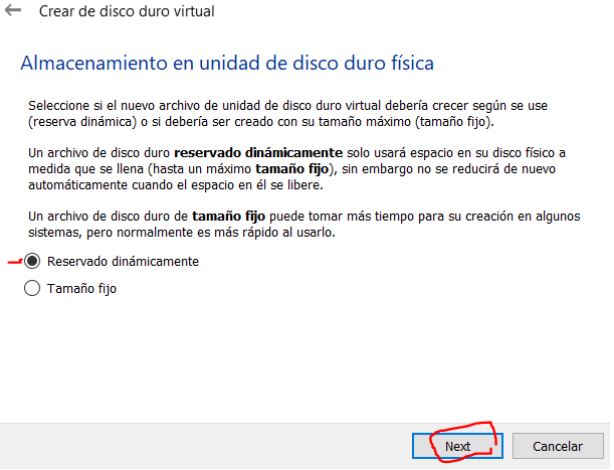 Crear de disco duro virtual
Almacenamiento en unidad de disco duro física
Seleccione si el nuevo archivo de unidad de disco duro virtual debería crecer según se use
(reserva dinámica) o si debería ser creado con su tamaño máximo (tamaño fijo).
Un archivo de disco duro reservado dinámicamente solo usará espacio en su disco físico a
medida que se llena (hasta un máximo tamaño fijo), sin embargo no se reducirá de nuevo
automáticamente cuando el espacio en él se libere.
Un archivo de disco duro de tamaño fijo puede tomar más tiempo para su creación en algunos
sistemas, pero normalmente es más rápido al usarlo.
Reservado dinámicamente
Tamaño fijo
Next Cancelar